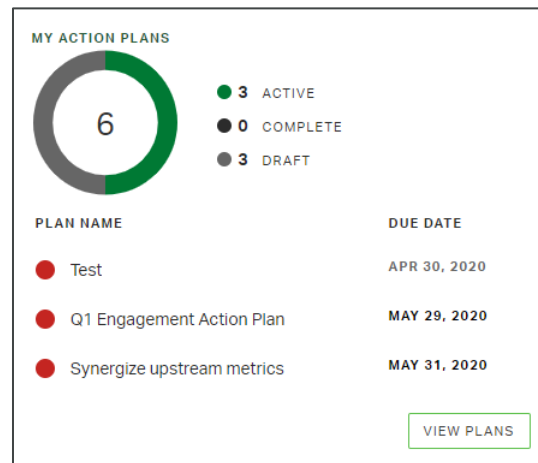 MY ACTION PLANS
6
3 ACTIVE
0 COMPLETE
3 DRAFT
PLAN NAME DUE DATE
Test APR 30, 2020
Q1 Engagement Action Plan MAY 29, 2020
Synergize upstream metrics MAY 31, 2020
VIEW PLANS